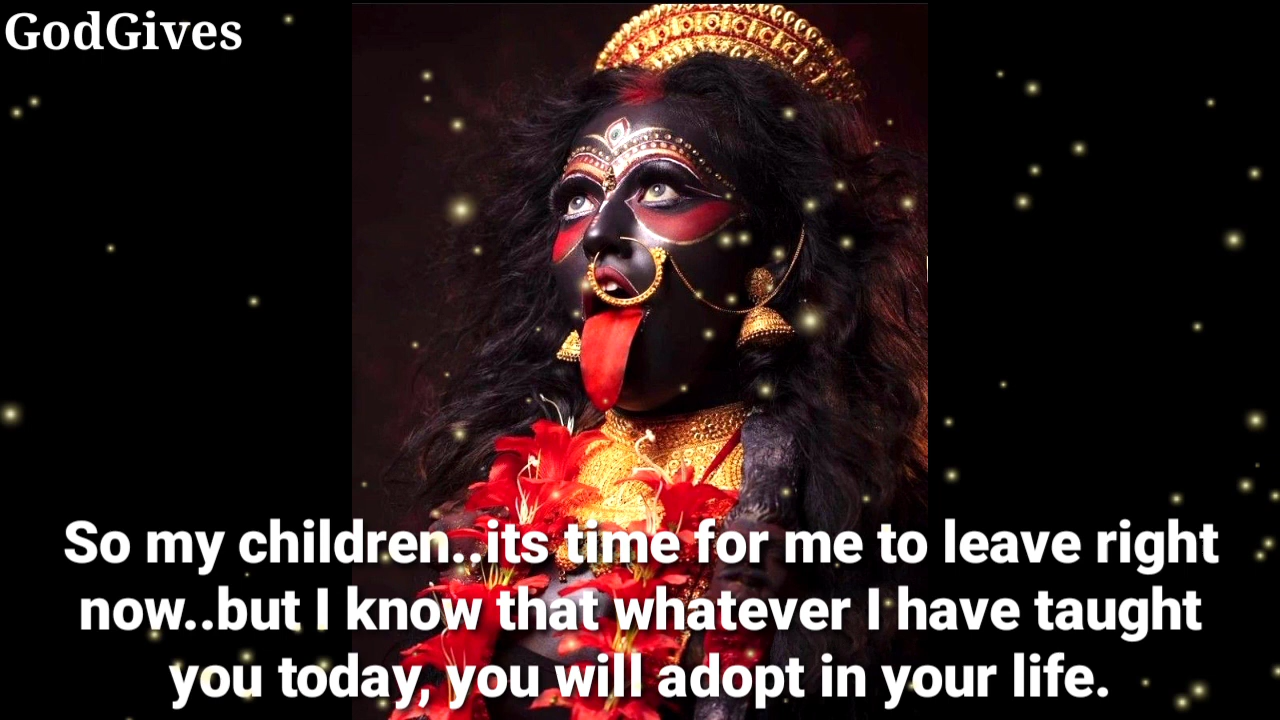 GodGives
So my children..its time for me to leave right
now..but I know that whatever I have taught
you today, you will adopt in your life.